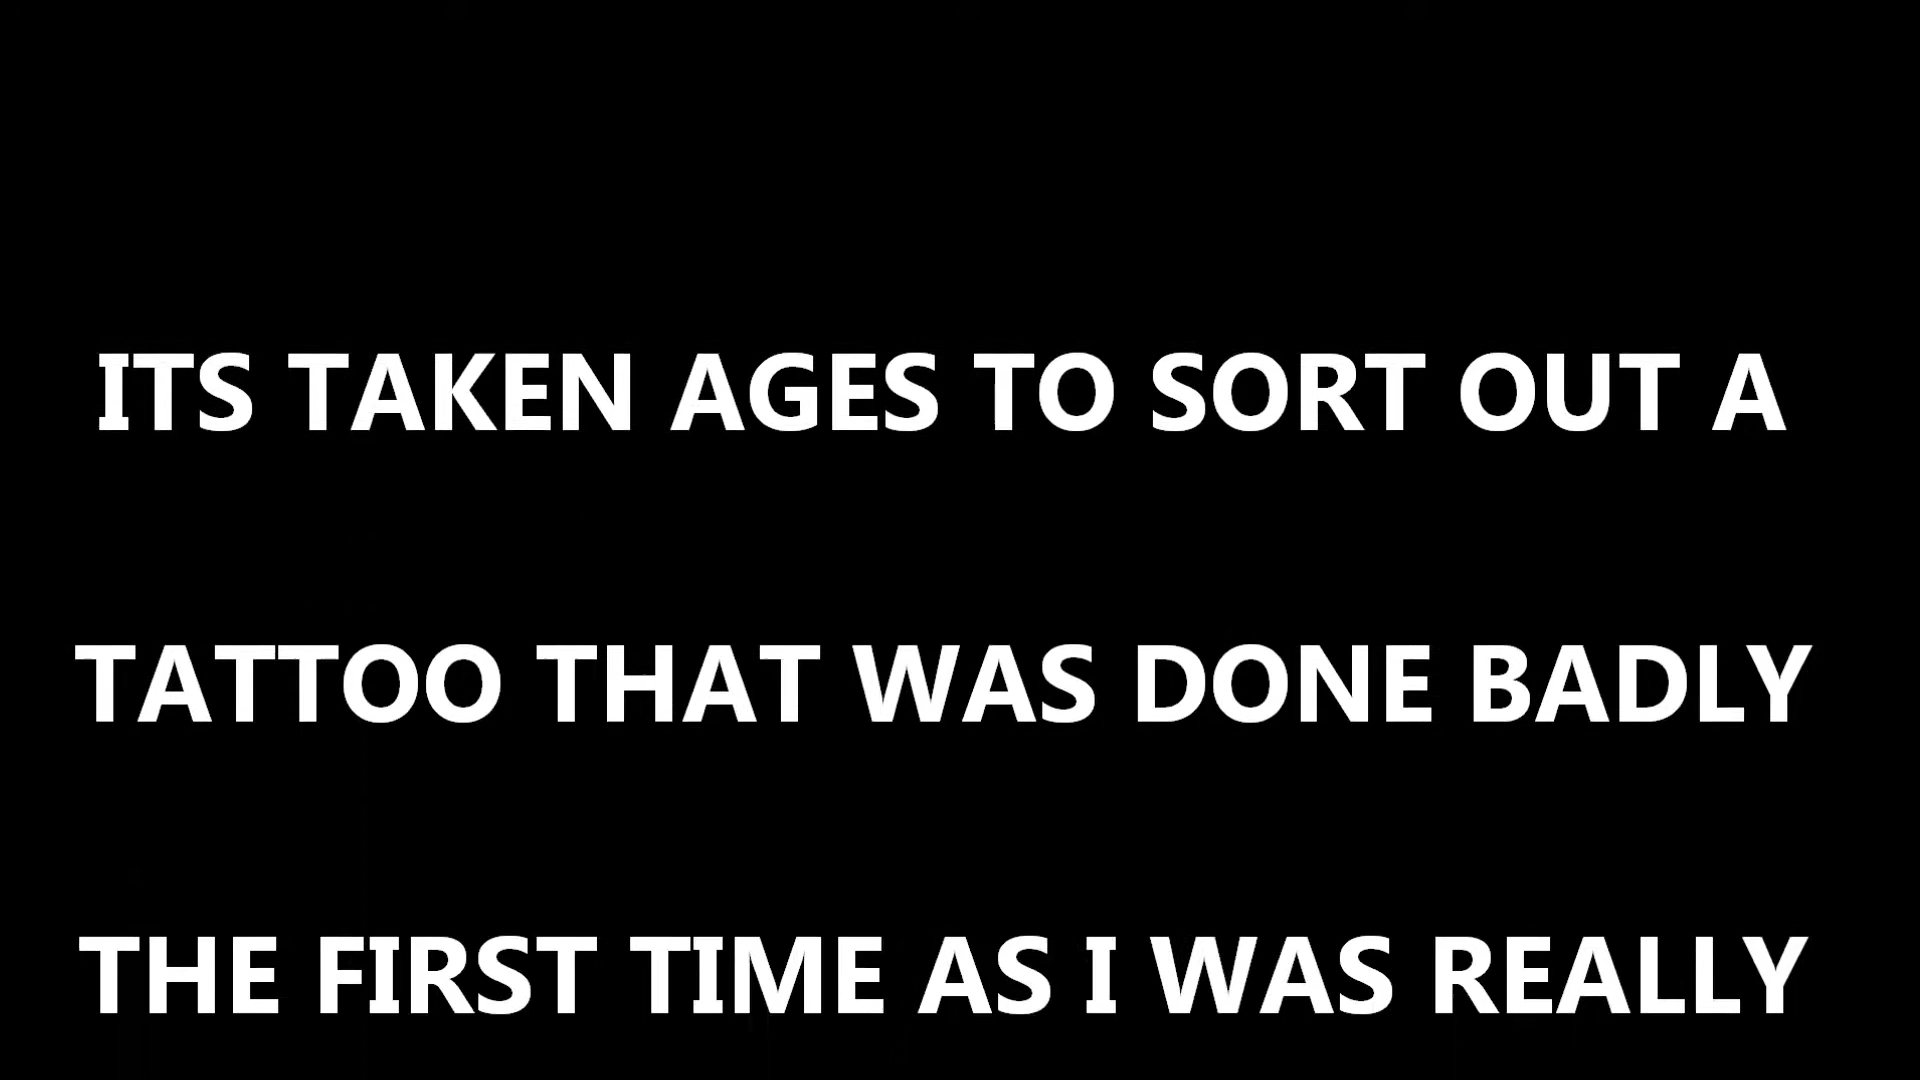 ITS TAKEN AGES TO SORT OUT A
TATTOO THAT WAS DONE BADLY
THE FIRST TIME AS I WAS REALLY